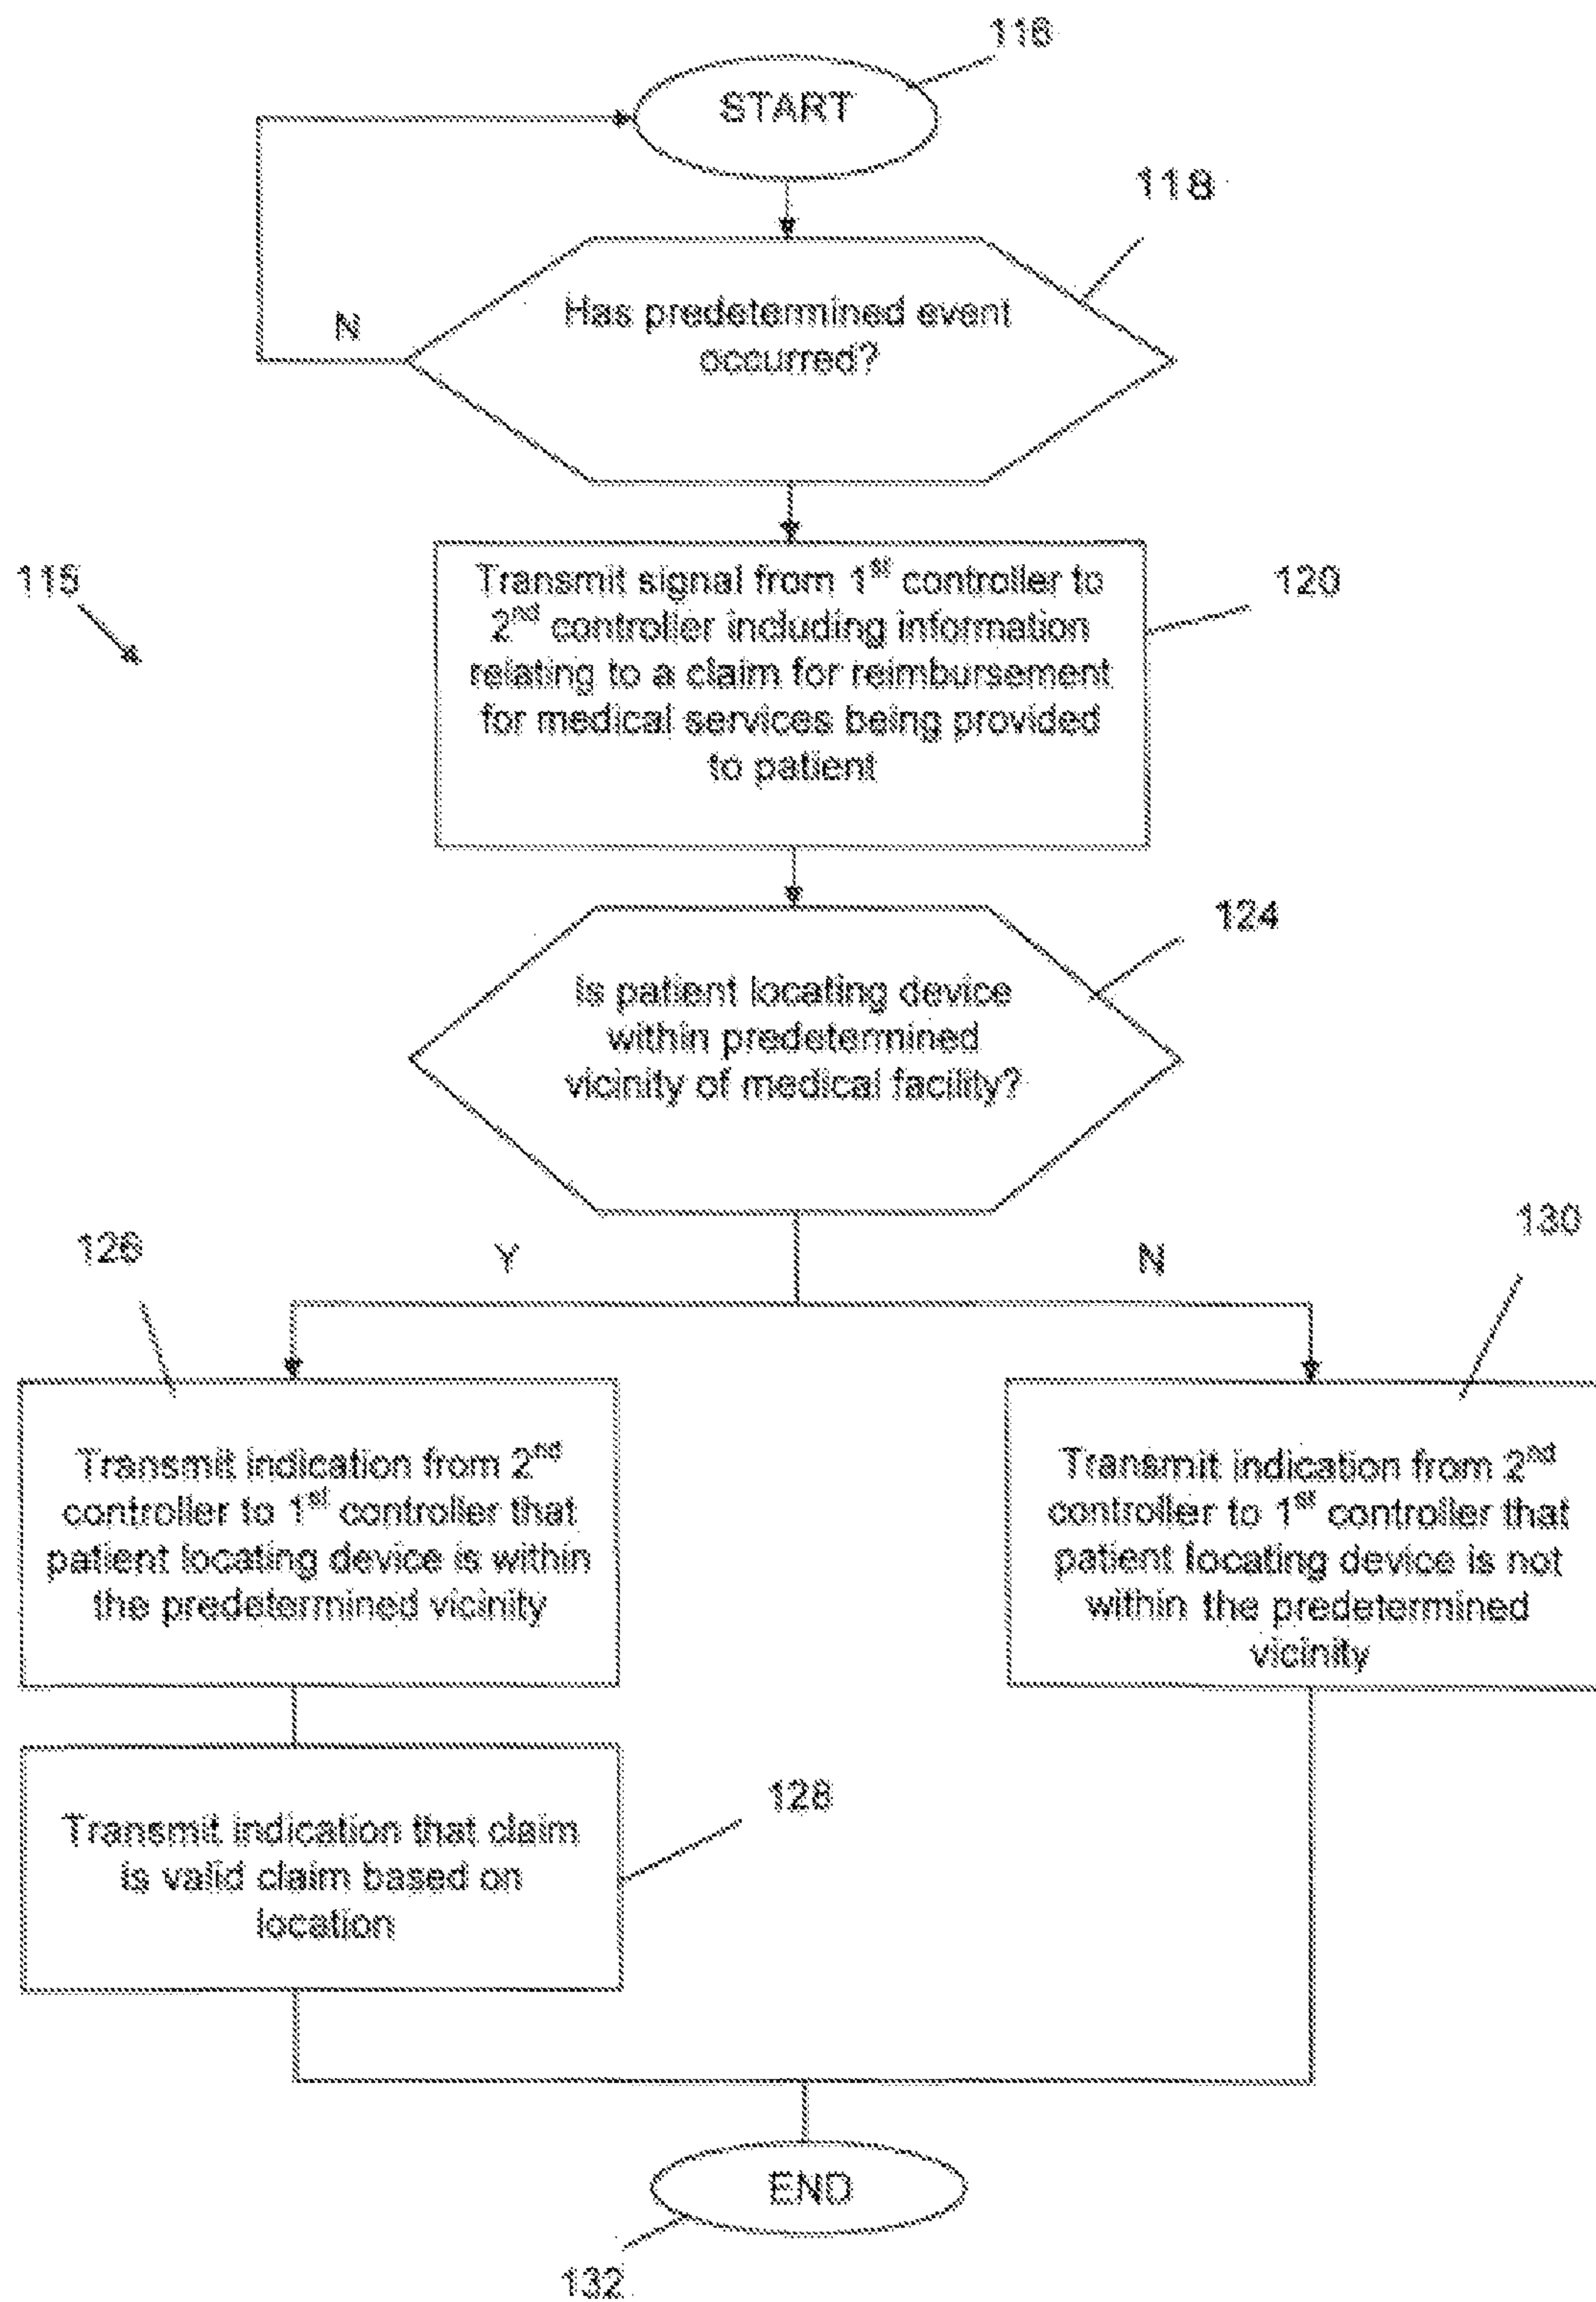 116
START
118
N
Has predetermined event
occurred?
115
Transmit signal from 1st controller to
2nd controller including information
relating to a claim for reimbursement
for medical services being provided
to patient
120
124
Is patient locating device
within predetermined
vicinity of medical facility?
126
Y
N
130
Transmit indication from 2nd
controller to 1st controller that
patient locating device is within
the predetermined vicinity
Transmit indication from 2nd
controller to 1st controller that
patient locating device is not
within the predetermined
vicinity
128
Transmit indication that claim
is valid claim based on
location
END
132